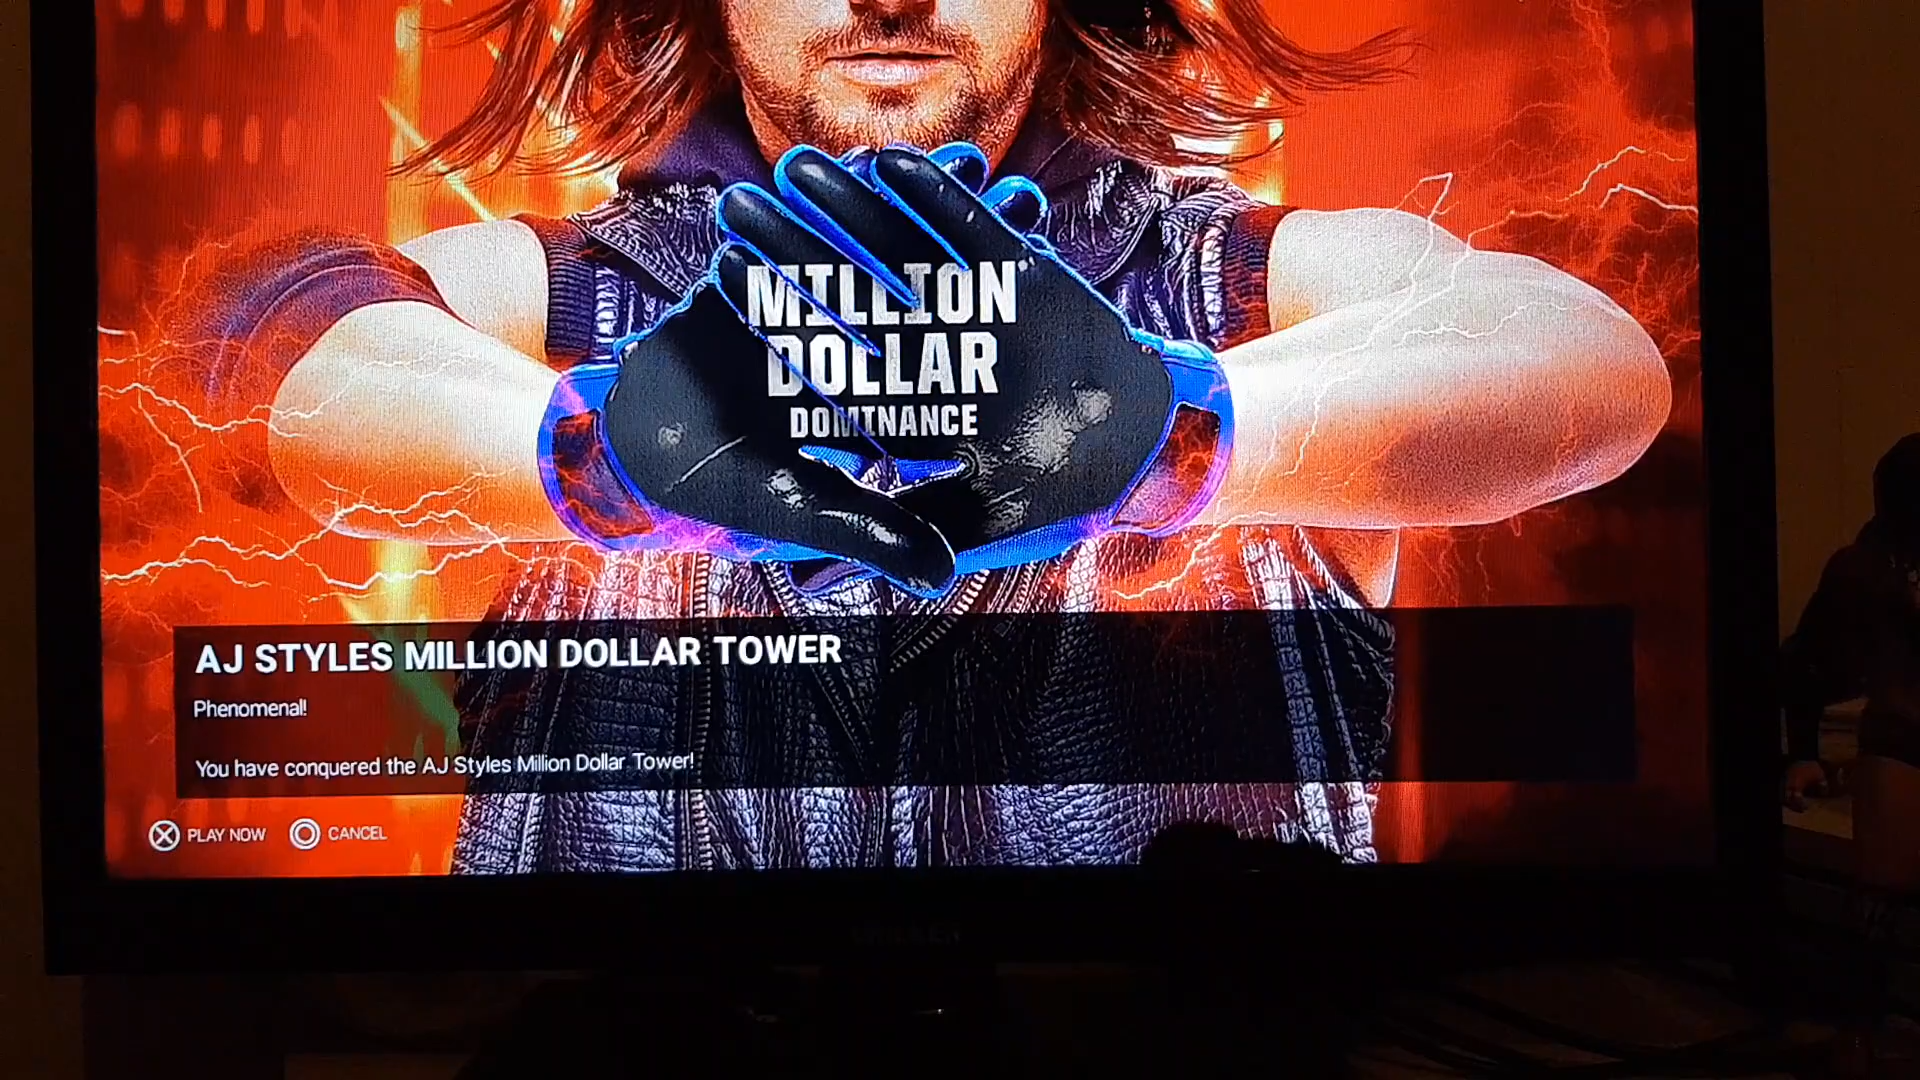 MILLION
DOLLAR
DOMINANCE
AJ STYLES MILLION DOLLAR TOWER
Phenomenal!
You have conquered the AJ Styles Million Dollar Tower!
PLAY NOW CANCEL